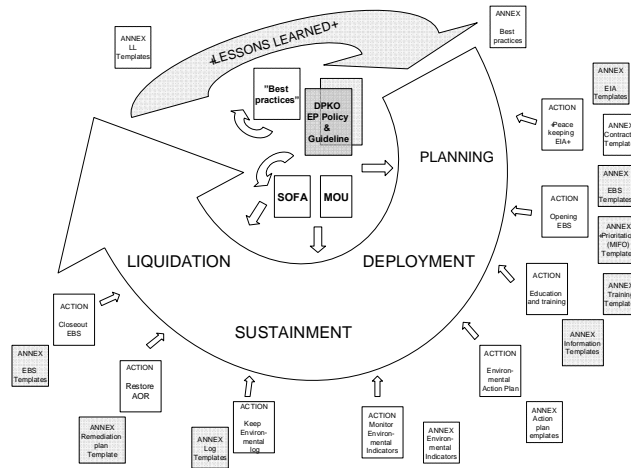 ANNEX
LL
Templates
+LESSONS LEARNED+
ANNEX
Best
practices
"Best
practices"
DPKO
EP Policy
&
Guideline
SOFA
MOU
PLANNING
DEPLOYMENT
SUSTAINMENT
LIQUIDATION
ANNEX
EIA
Templates
ACTION
+Peace
keeping
EIA+
ANNEX
Contract
Templat
ANNEX
EBS
Templates
ACTION
Opening
EBS
ANNEX
+Prioritation
(MIFO)
Template
ACTION
Education
and training
ANNEX
Training
Templat
ANNEX
Information
Templates
ACTTION
Environ-
mental
Action Plan
ANNEX
Action
plan
emplates
ACTION
Monitor
Environ-
mental
Indicators
ANNEX
Environ-
mental
Indicators
ACTION
Keep
Environ-
mental
log
ANNEX
Log
Templates
ACTION
Restore
AOR
ANNEX
Remediation
plan
Template
ACTION
Closeout
EBS
ANNEX
EBS
Templates